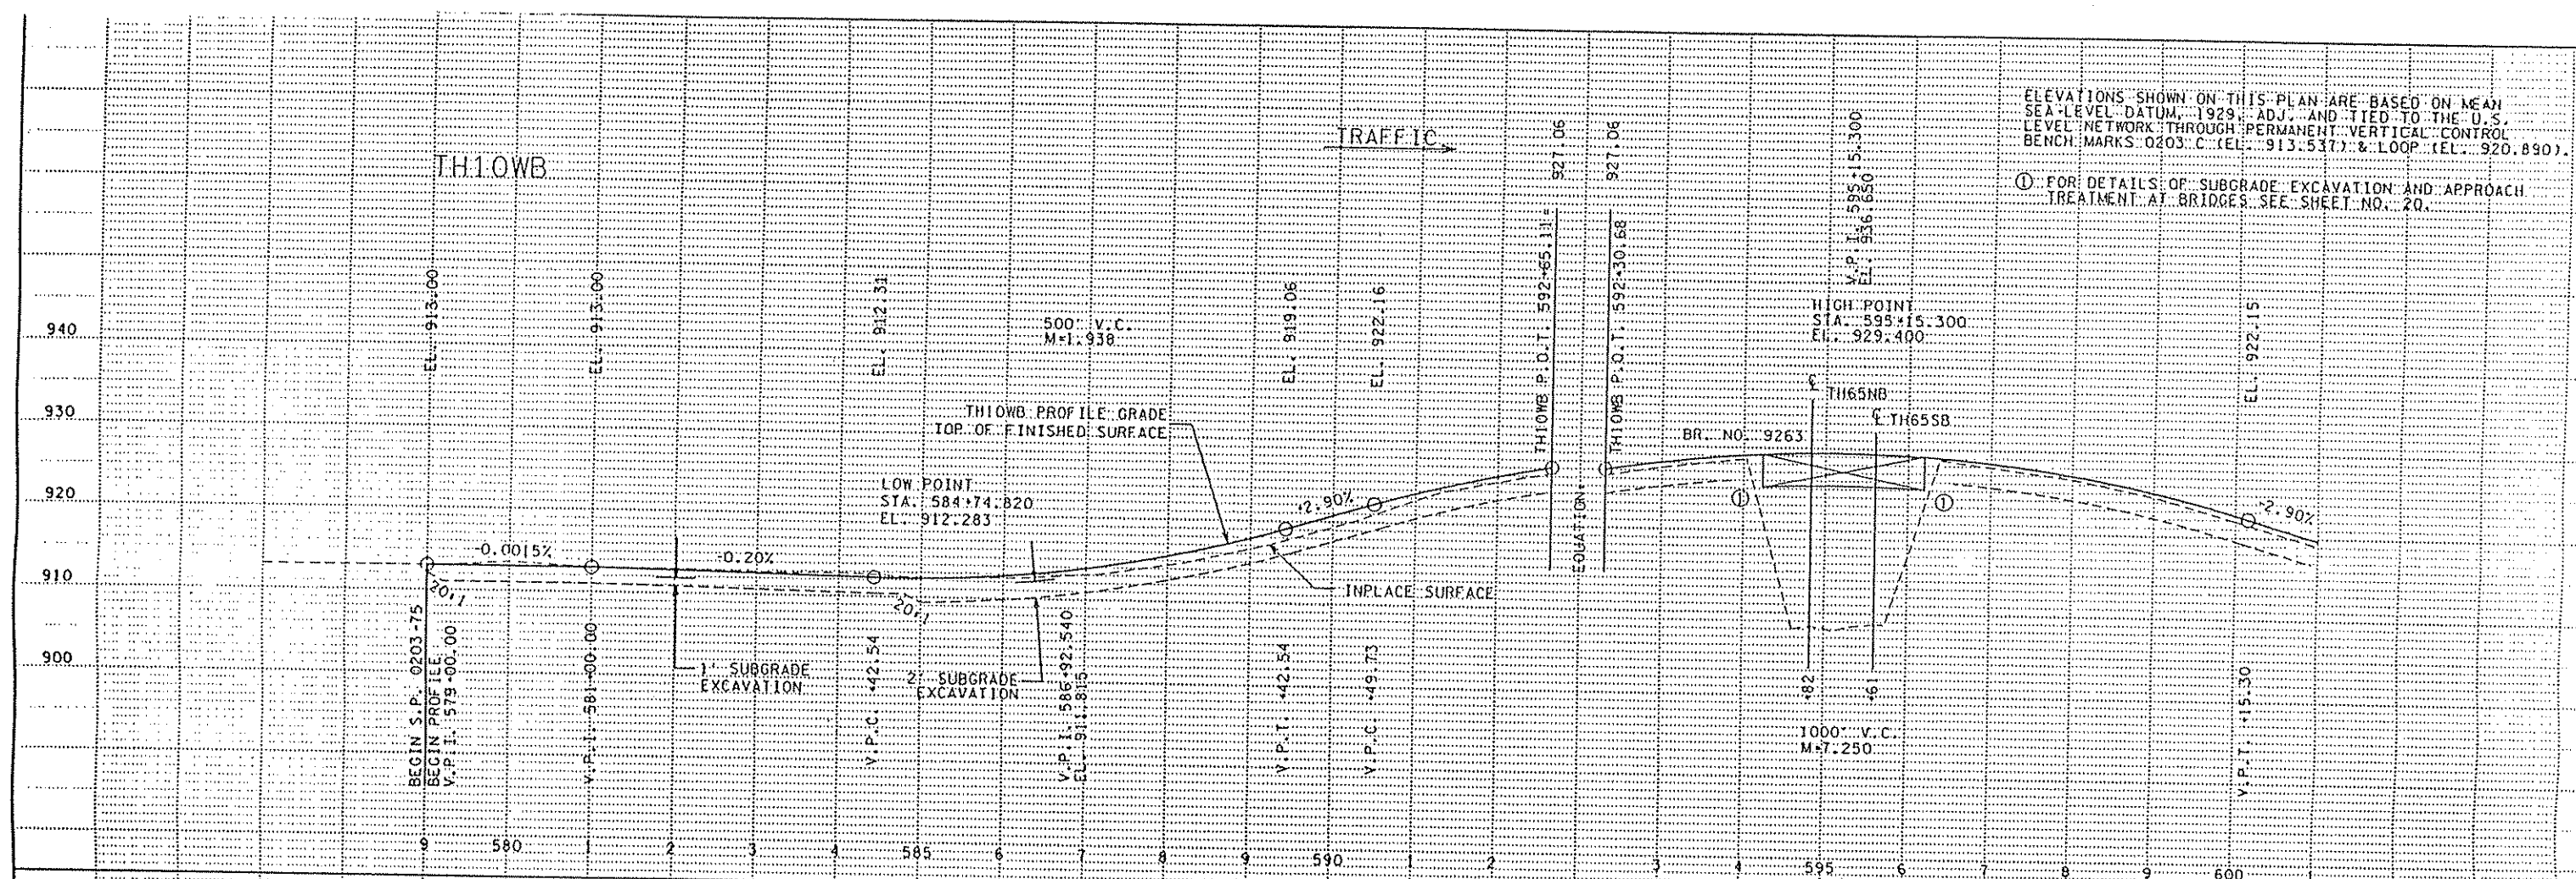 ELEVATIONS SHOWN ON THIS PLAN ARE BASED ON MEAN
SEA-LEVEL DATUM, 1929, ADJ. AND TIED TO THE U.S.
LEVEL NETWORK THROUGH PERMANENT VERTICAL CONTROL
BENCH MARKS 0203 C (EL. 913.537) & LOOP (EL. 920.890).
① FOR DETAILS OF SUBGRADE EXCAVATION AND APPROACH
TREATMENT AT BRIDGES SEE SHEET NO. 20.
TH10WB
TRAFFIC
927.06
927.06
V.P.I. 595+15.300
EL. 936.650
EL. 913.00
EL. 913.00
EL. 912.31
500' V.C.
M=1.938
EL. 919.06
EL. 922.16
TH10WB P.O.T. 592+65.11=
TH10WB P.O.T. 592+30.68
EQUATION
HIGH POINT
STA. 595+15.300
EL. 929.400
EL. 922.15
940
930
920
910
900
TH10WB PROFILE GRADE
TOP OF FINISHED SURFACE
℄ TH65NB
℄ TH65SB
BR. NO. 9263
LOW POINT
STA. 584+74.820
EL. 912.283
+2.90%
①
①
-2.90%
-0.0015%
-0.20%
20:1
20:1
INPLACE SURFACE
1' SUBGRADE
EXCAVATION
2' SUBGRADE
EXCAVATION
BEGIN S.P. 0203-75
BEGIN PROFILE
V.P.I. 579+00.00
V.P.I. 581+00.00
V.P.C. +42.54
V.P.I. 586+92.540
EL. 911.815
V.P.T. +42.54
V.P.C. +49.73
+82
+61
1000' V.C.
M=7.250
V.P.T. +15.30
9 580 1 2 3 4 585 6 7 8 9 590 1 2 3 4 595 6 7 8 9 600 1